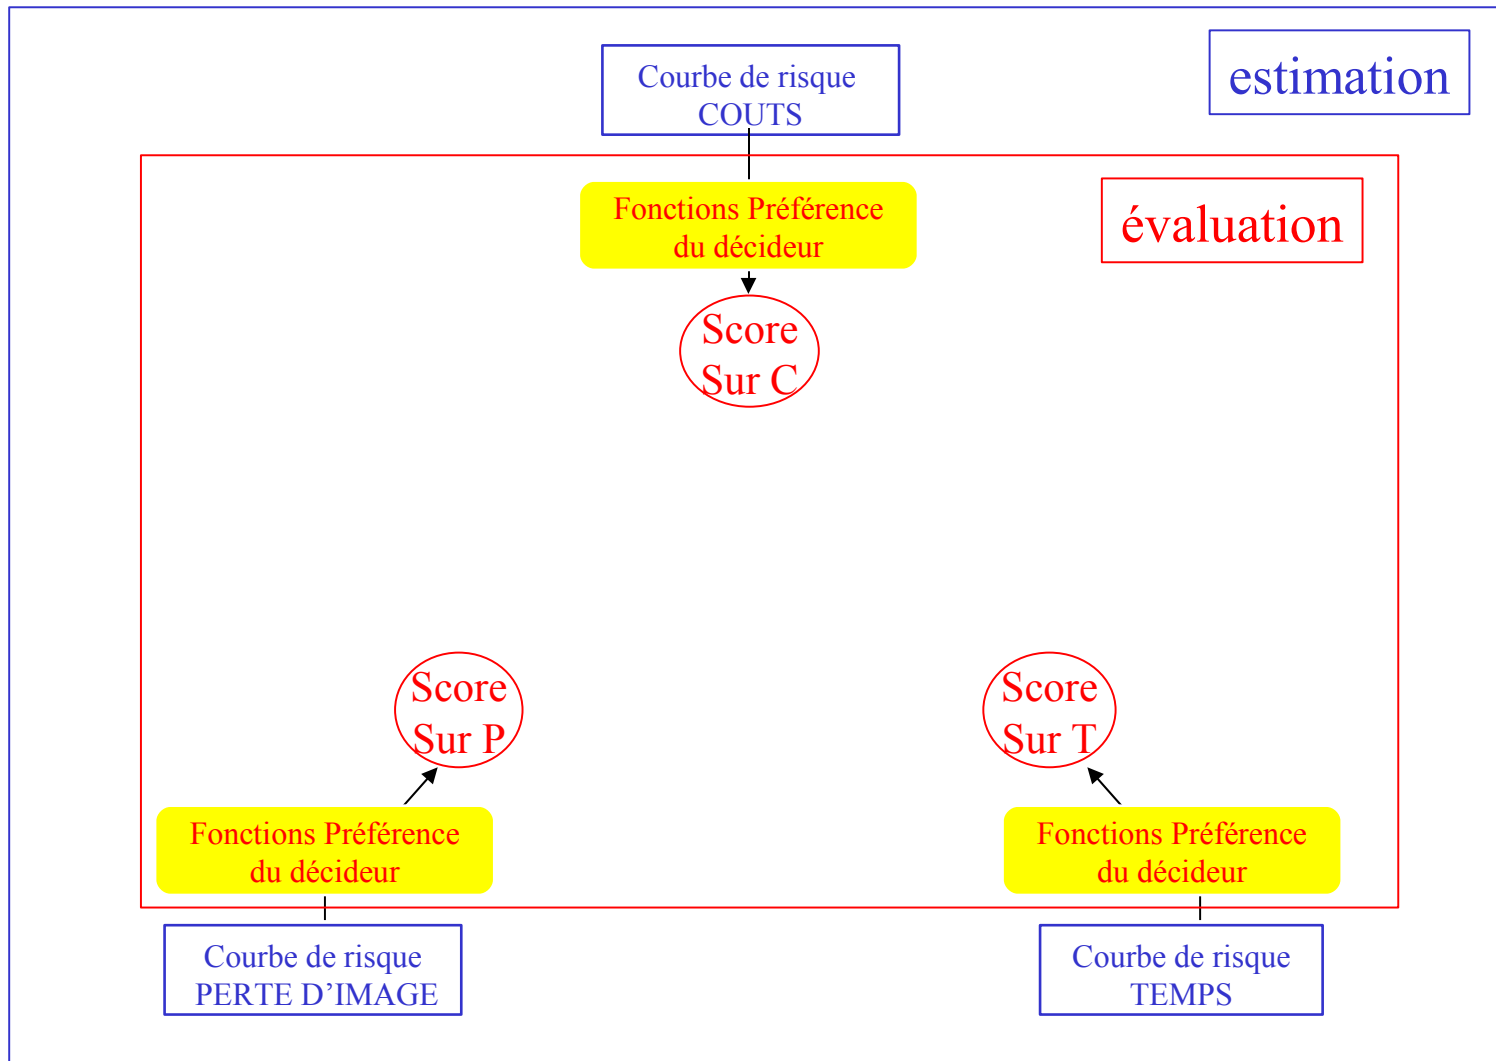 Courbe de risque
COUTS
estimation
Fonctions Préférence
du décideur
évaluation
Score
Sur C
Score
Sur P
Score
Sur T
Fonctions Préférence
du décideur
Fonctions Préférence
du décideur
Courbe de risque
PERTE D’IMAGE
Courbe de risque
TEMPS